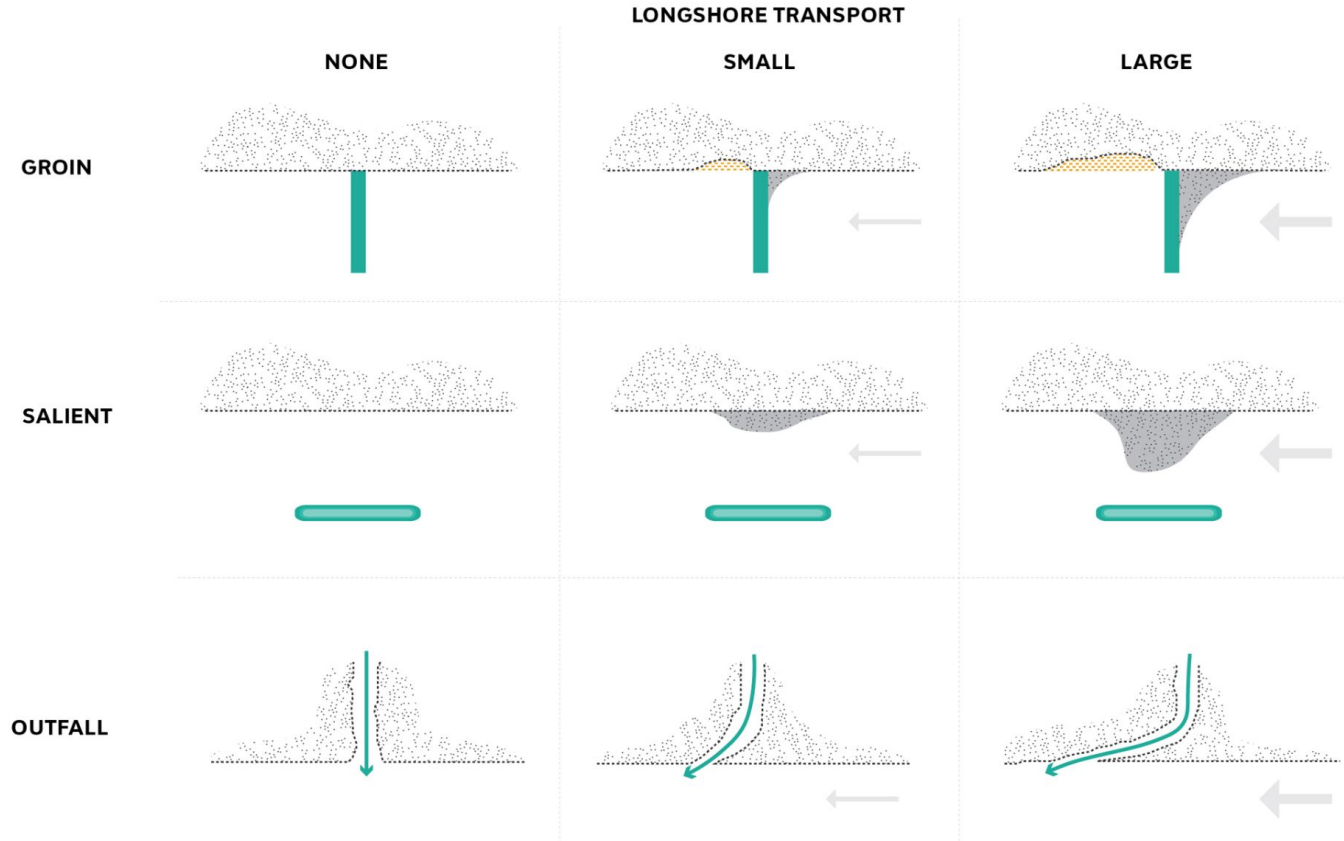 LONGSHORE TRANSPORT
NONE
SMALL
LARGE
GROIN
SALIENT
OUTFALL